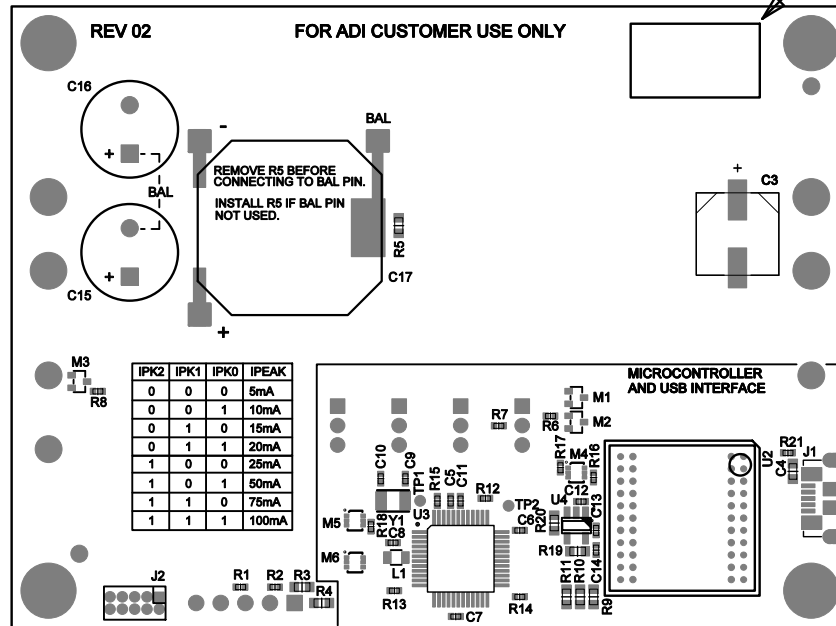 REV 02
FOR ADI CUSTOMER USE ONLY
C16
+
BAL
+
C15
-
BAL
REMOVE R5 BEFORE
CONNECTING TO BAL PIN.
INSTALL R5 IF BAL PIN
NOT USED.
R5
C17
+
+
C3
M3
R8
IPK2 IPK1 IPK0 IPEAK
0 0 0 5mA
0 0 1 10mA
0 1 0 15mA
0 1 1 20mA
1 0 0 25mA
1 0 1 50mA
1 1 0 75mA
1 1 1 100mA
MICROCONTROLLER
AND USB INTERFACE
M1
M2
R7
R6
R17
M4
R16
C10
C9
TP1
R15
C5
C11
R12
TP2
C12
U4
C13
U2
R21
C4
J1
M5
R18
Y1
U3
C8
C6
R20
M6
L1
R19
C14
R13
C7
R14
R11
R10
R9
J2
R1
R2
R3
R4